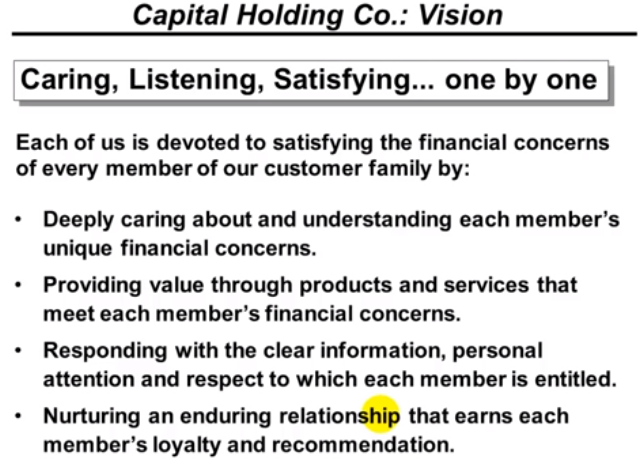 Capital Holding Co.: Vision
Caring, Listening, Satisfying... one by one
Each of us is devoted to satisfying the financial concerns
of every member of our customer family by:
• Deeply caring about and understanding each member's
unique financial concerns.
• Providing value through products and services that
meet each member's financial concerns.
• Responding with the clear information, personal
attention and respect to which each member is entitled.
• Nurturing an enduring relationship that earns each
member's loyalty and recommendation.